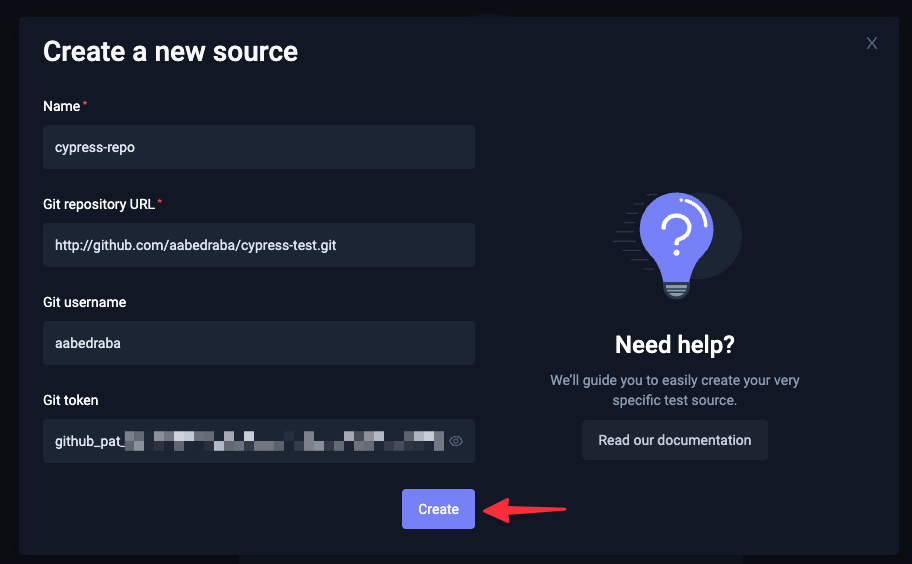 Create a new source
X
Name *
cypress-repo
Git repository URL *
http://github.com/aabedraba/cypress-test.git
Git username
aabedraba
Git token
github_pat_
Create
?
Need help?
We'll guide you to easily create your very
specific test source.
Read our documentation